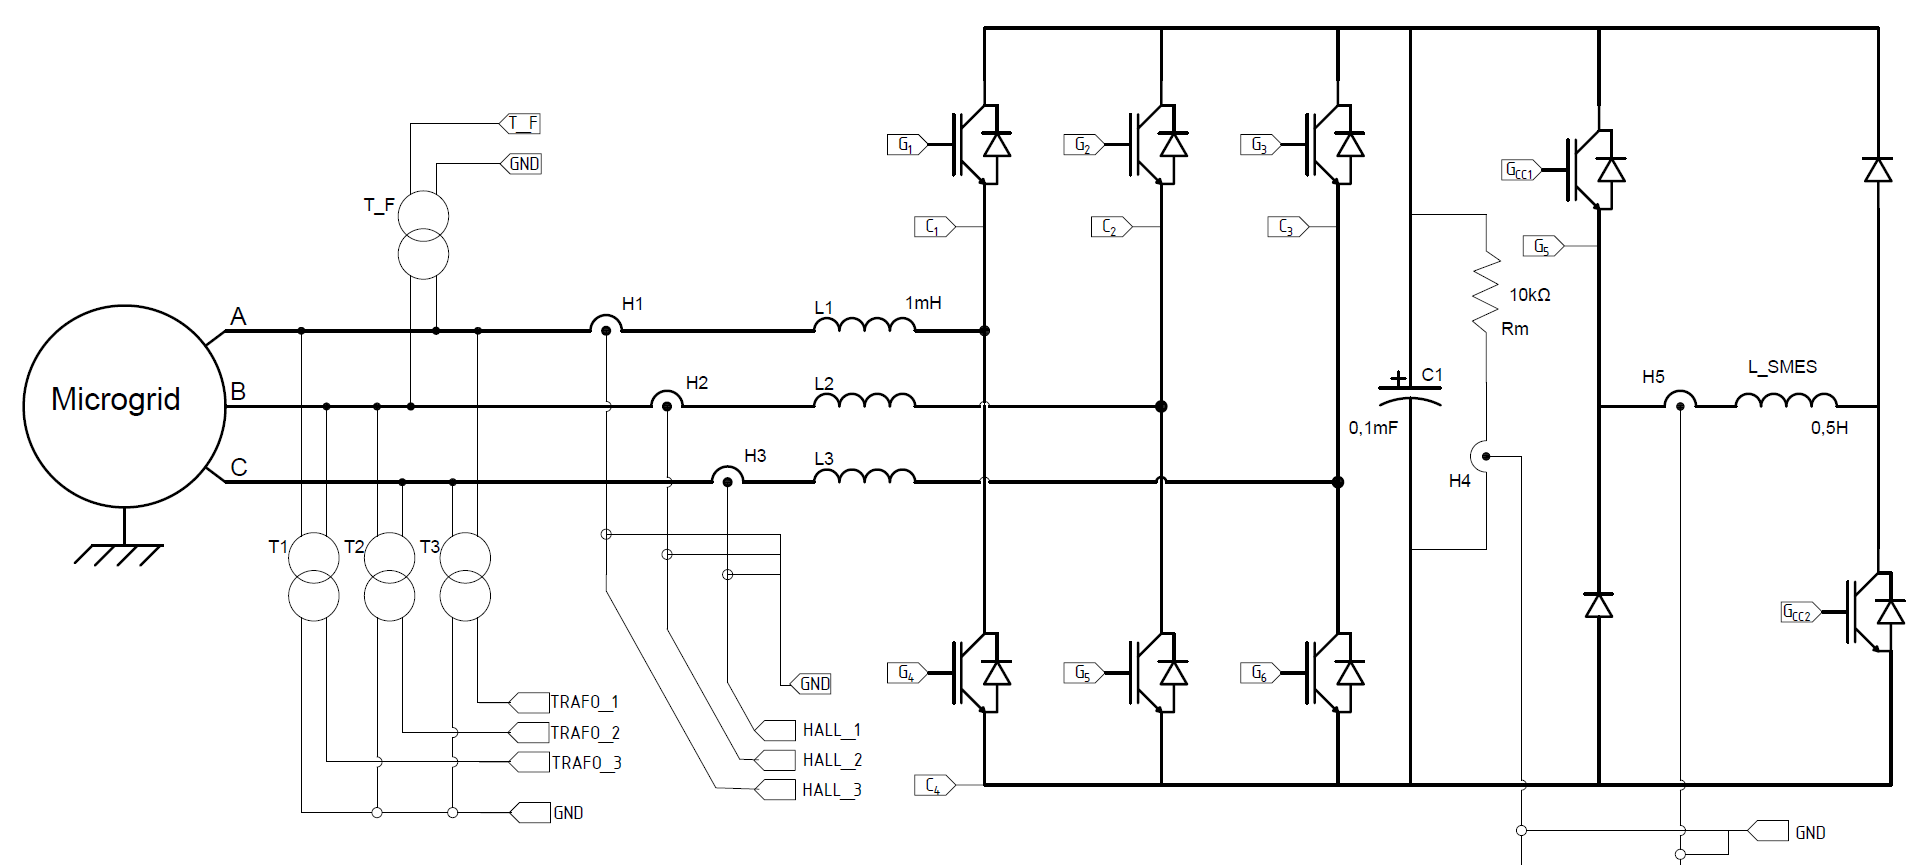 T_F
GND
T_F
G1
G2
G3
GCC1
C1
C2
C3
G5
A
H1
L1
1mH
10kΩ
Rm
Microgrid
B
H2
L2
C1
H5
L_SMES
0,1mF
0,5H
C
H3
L3
H4
T1
T2
T3
GCC2
G4
G5
G6
GND
TRAFO_1
TRAFO_2
TRAFO_3
HALL_1
HALL_2
HALL_3
C4
GND
GND